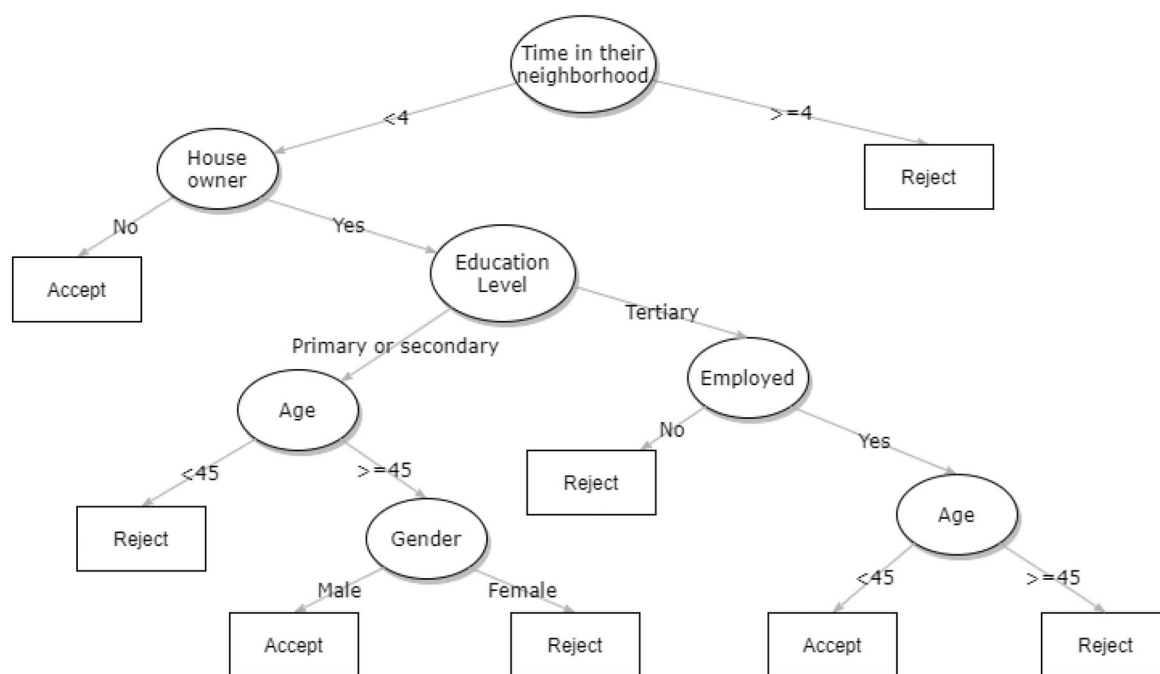 Time in their
neighborhood
<4
>=4
House
owner
Reject
No
Yes
Accept
Education
Level
Tertiary
Primary or secondary
Employed
Age
No
Yes
<45
>=45
Reject
Age
Reject
Gender
Male
Female
<45
>=45
Accept
Reject
Accept
Reject